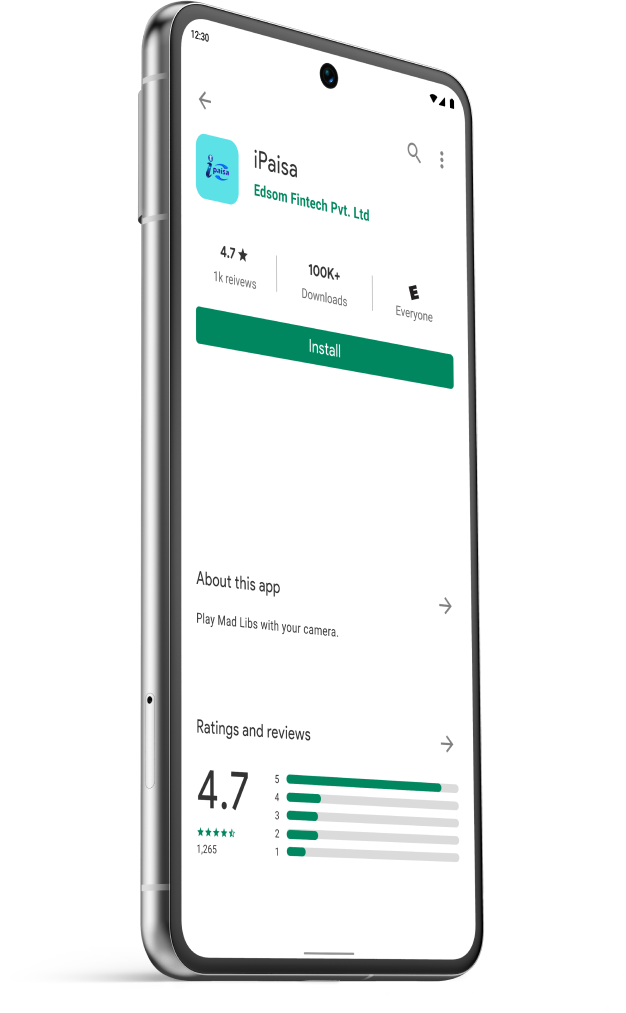 12:30
iPaisa
Edsom Fintech Pvt. Ltd
i paisa
4.7 ★
1k reivews
100K+
Downloads
E
Everyone
Install
About this app
Play Mad Libs with your camera.
Ratings and reviews
4.7
1,265
5
4
3
2
1